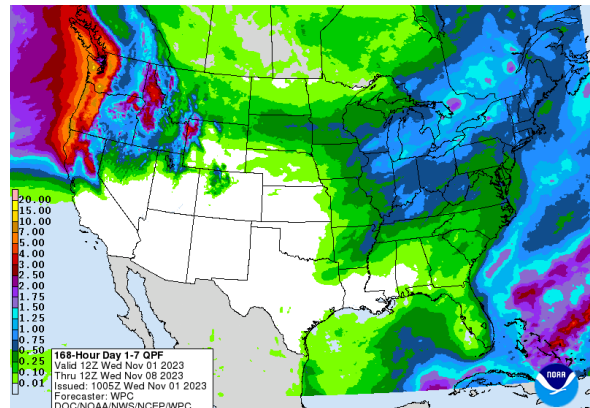 20.00
15.00
10.00
7.00
5.00
4.00
3.00
2.50
2.00
1.75
1.50
1.25
1.00
0.75
0.50
0.25
0.10
0.01
168-Hour Day 1-7 QPF
Valid 12Z Wed Nov 01 2023
Thru 12Z Wed Nov 08 2023
Issued: 1005Z Wed Nov 01 2023
Forecaster: WPC
DOC/NOAA/NWS/NCEP/WPC
NOAA